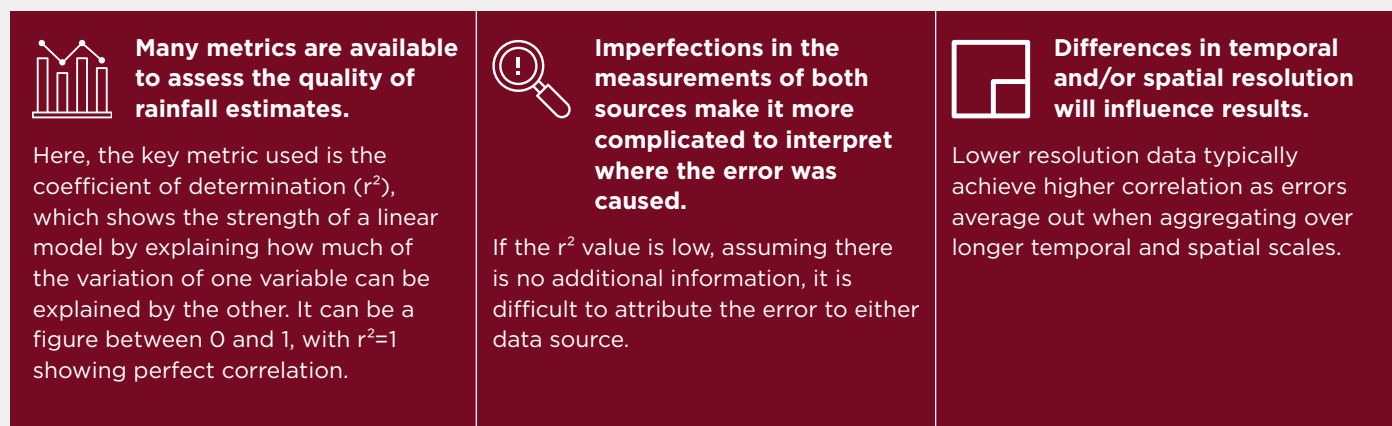 Many metrics are available
to assess the quality of
rainfall estimates.
Here, the key metric used is the
coefficient of determination (r²),
which shows the strength of a linear
model by explaining how much of
the variation of one variable can be
explained by the other. It can be a
figure between 0 and 1, with r²=1
showing perfect correlation.
Imperfections in the
measurements of both
sources make it more
complicated to interpret
where the error was
caused.
If the r² value is low, assuming there
is no additional information, it is
difficult to attribute the error to either
data source.
Differences in temporal
and/or spatial resolution
will influence results.
Lower resolution data typically
achieve higher correlation as errors
average out when aggregating over
longer temporal and spatial scales.